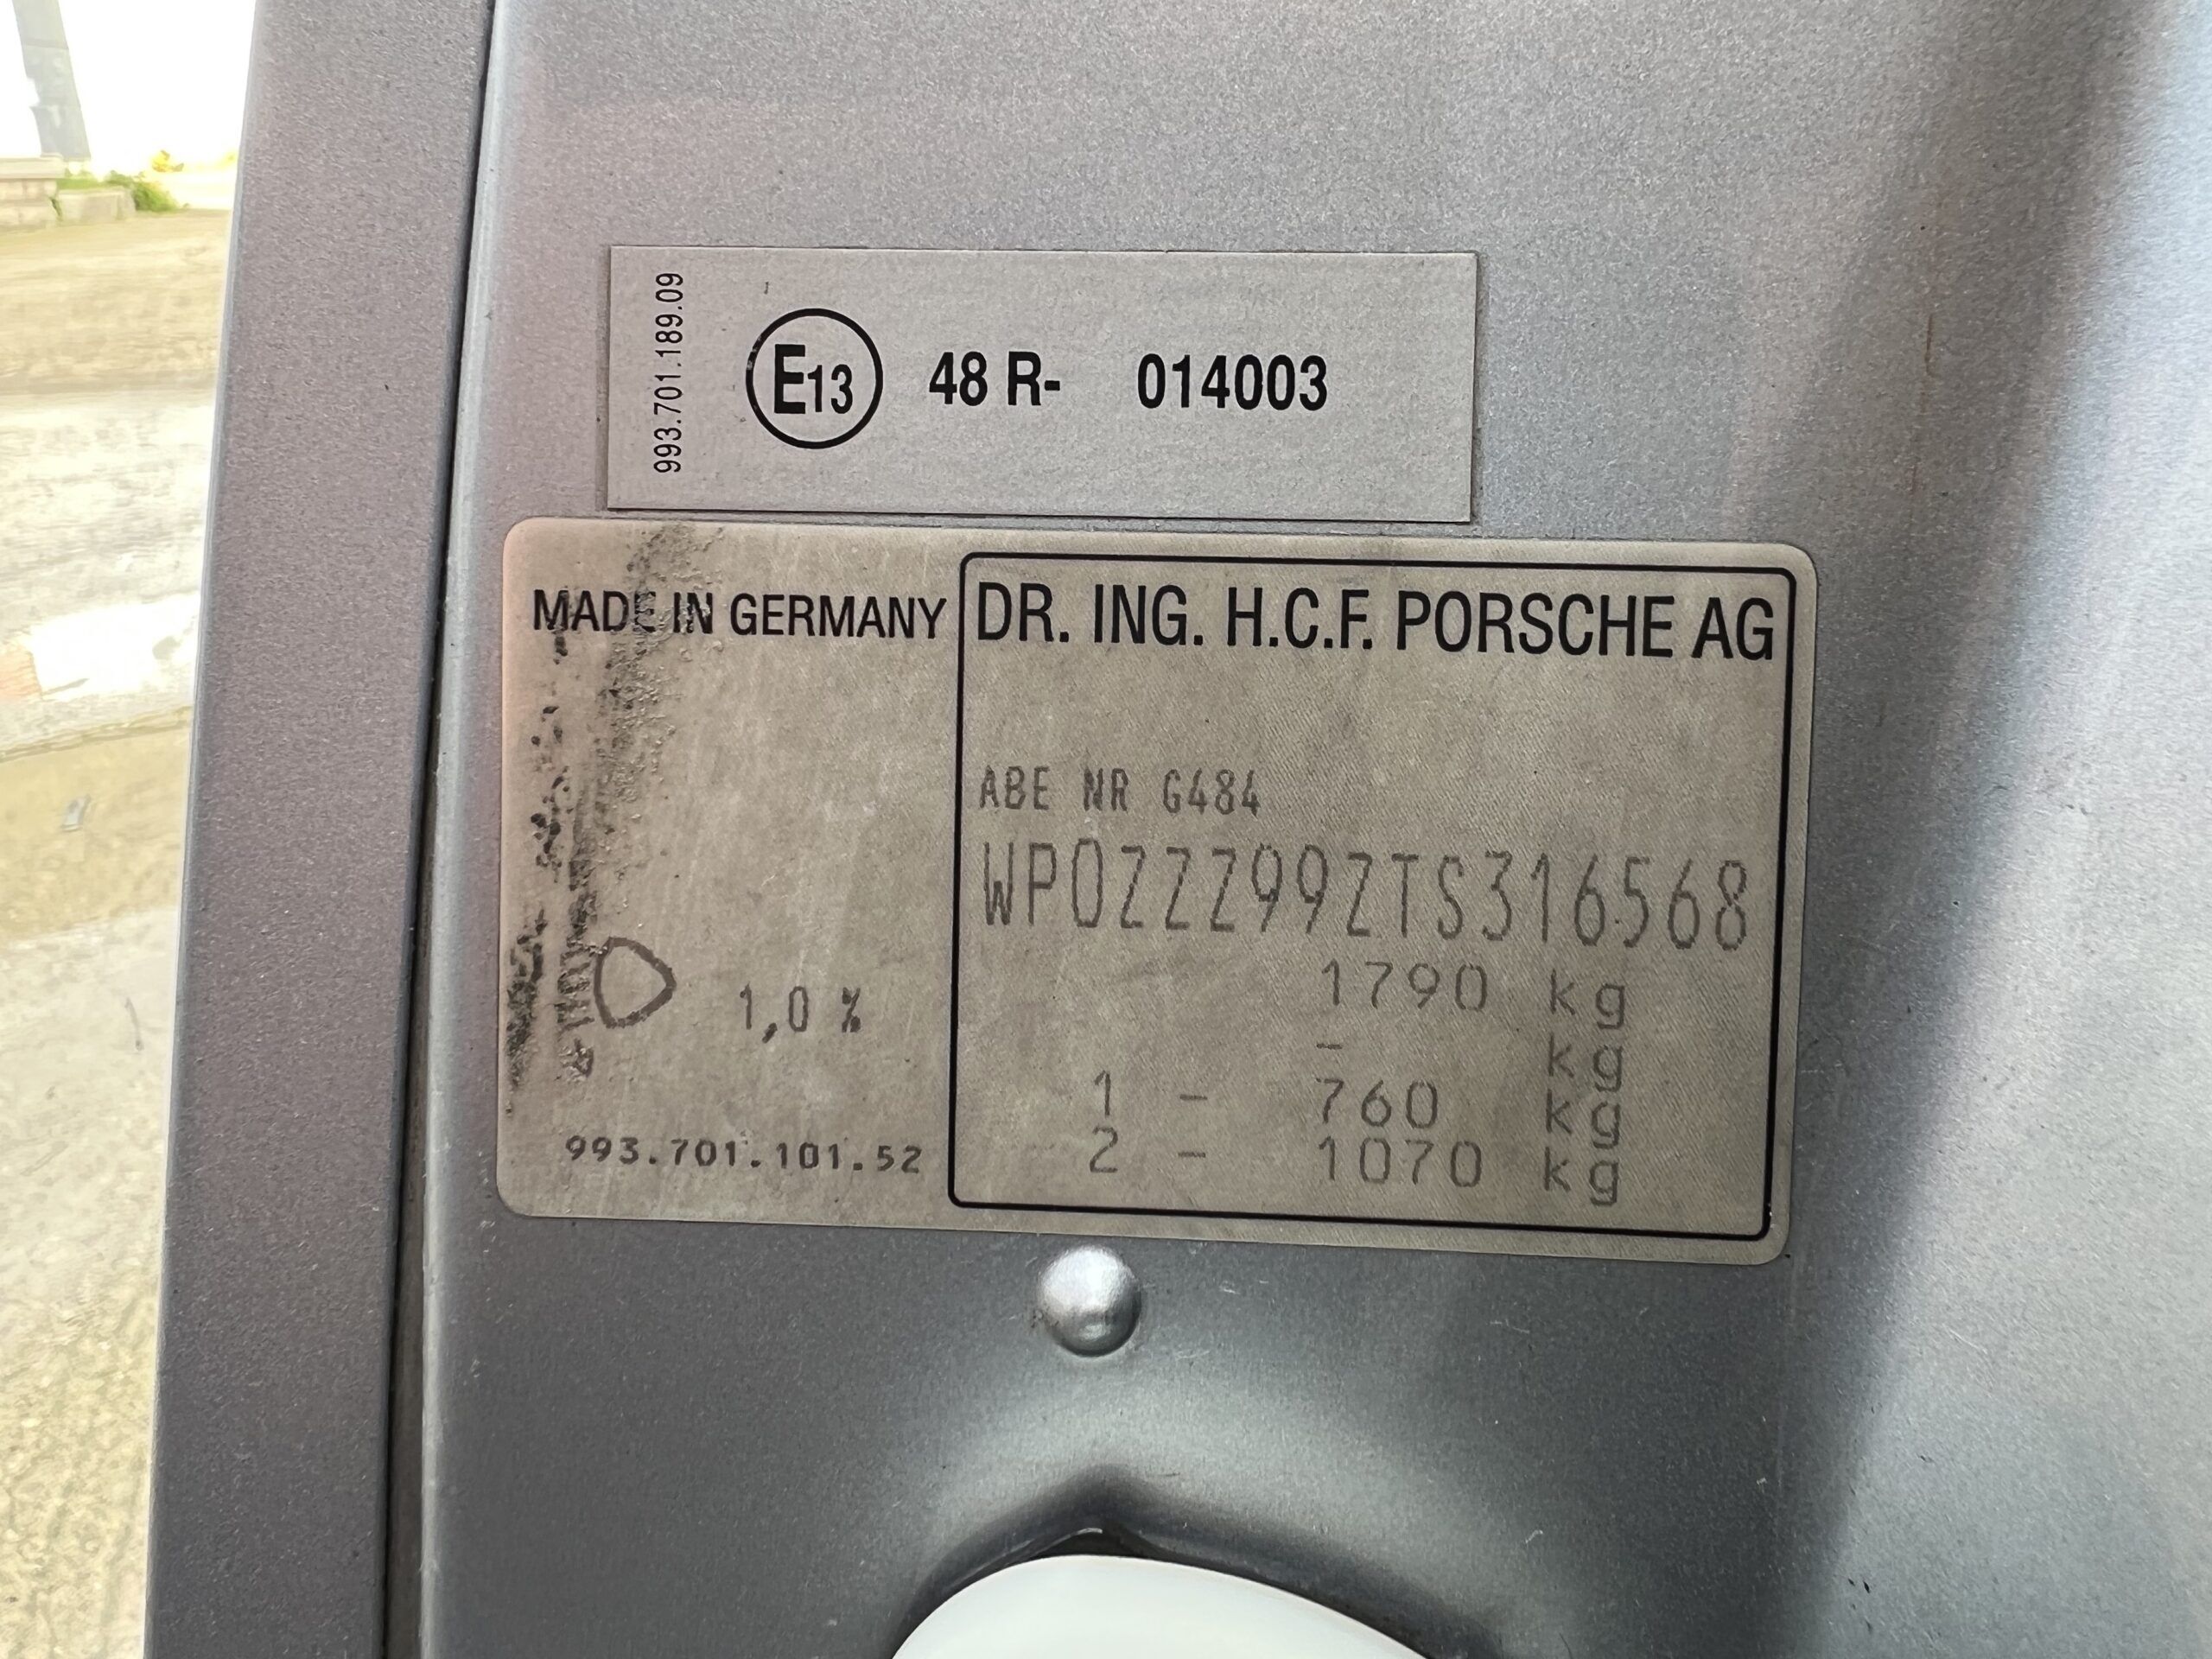 993.701.189.09
E13 48 R- 014003
MADE IN GERMANY
DR. ING. H.C.F. PORSCHE AG
ABE NR G484
WP0ZZZ99ZTS316568
1790 kg
- kg
1 - 760 kg
2 - 1070 kg
1,0 %
993.701.101.52